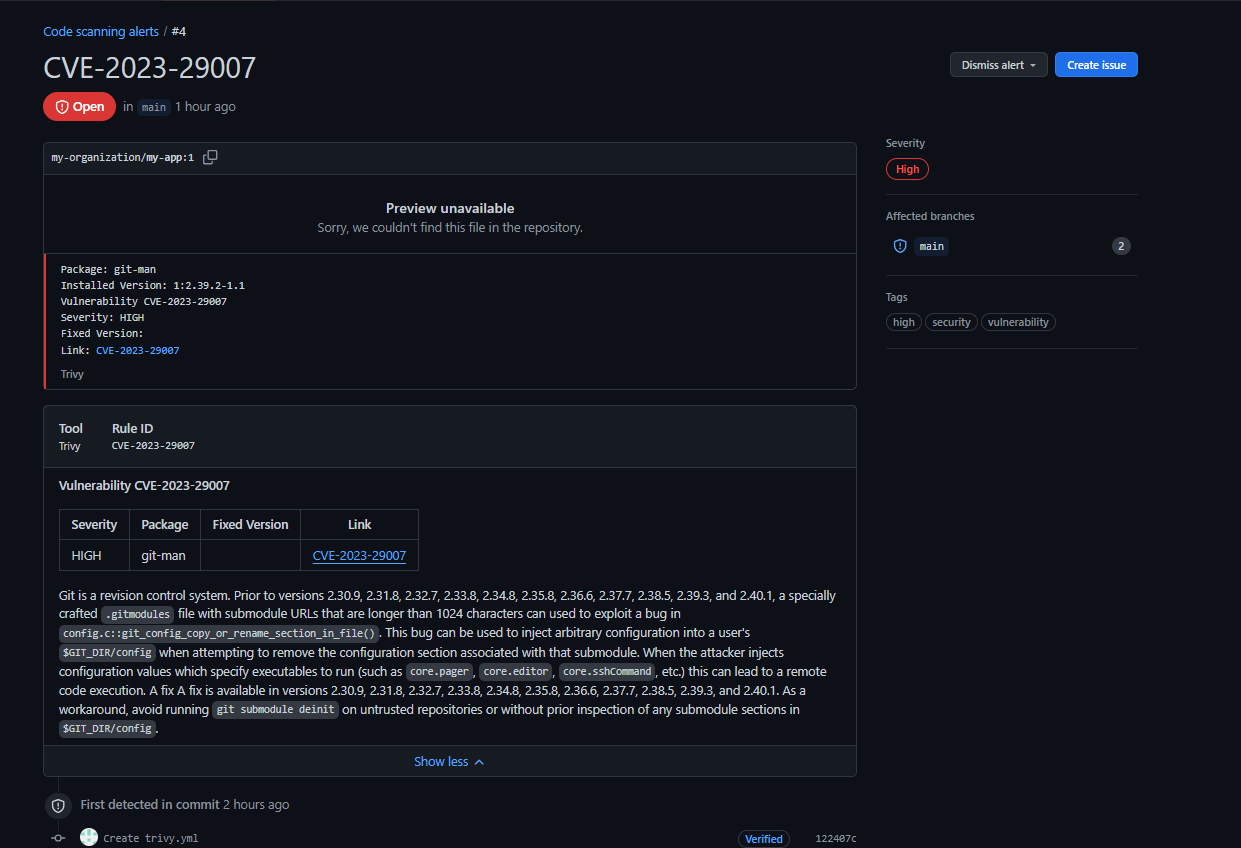 Code scanning alerts / #4
CVE-2023-29007
Dismiss alert
Create issue
Open in main 1 hour ago
my-organization/my-app:1
Preview unavailable
Sorry, we couldn't find this file in the repository.
Package: git-man
Installed Version: 1:2.39.2-1.1
Vulnerability CVE-2023-29007
Severity: HIGH
Fixed Version:
Link: CVE-2023-29007
Trivy
Severity
High
Affected branches
main 2
Tags
high security vulnerability
Tool Rule ID
Trivy CVE-2023-29007
Vulnerability CVE-2023-29007
Severity Package Fixed Version Link
HIGH git-man CVE-2023-29007
Git is a revision control system. Prior to versions 2.30.9, 2.31.8, 2.32.7, 2.33.8, 2.34.8, 2.35.8, 2.36.6, 2.37.7, 2.38.5, 2.39.3, and 2.40.1, a specially
crafted .gitmodules file with submodule URLs that are longer than 1024 characters can used to exploit a bug in
config.c::git_config_copy_or_rename_section_in_file(). This bug can be used to inject arbitrary configuration into a user's
$GIT_DIR/config when attempting to remove the configuration section associated with that submodule. When the attacker injects
configuration values which specify executables to run (such as core.pager, core.editor, core.sshCommand, etc.) this can lead to a remote
code execution. A fix A fix is available in versions 2.30.9, 2.31.8, 2.32.7, 2.33.8, 2.34.8, 2.35.8, 2.36.6, 2.37.7, 2.38.5, 2.39.3, and 2.40.1. As a
workaround, avoid running git submodule deinit on untrusted repositories or without prior inspection of any submodule sections in
$GIT_DIR/config.
Show less
First detected in commit 2 hours ago
Create trivy.yml Verified 122407c